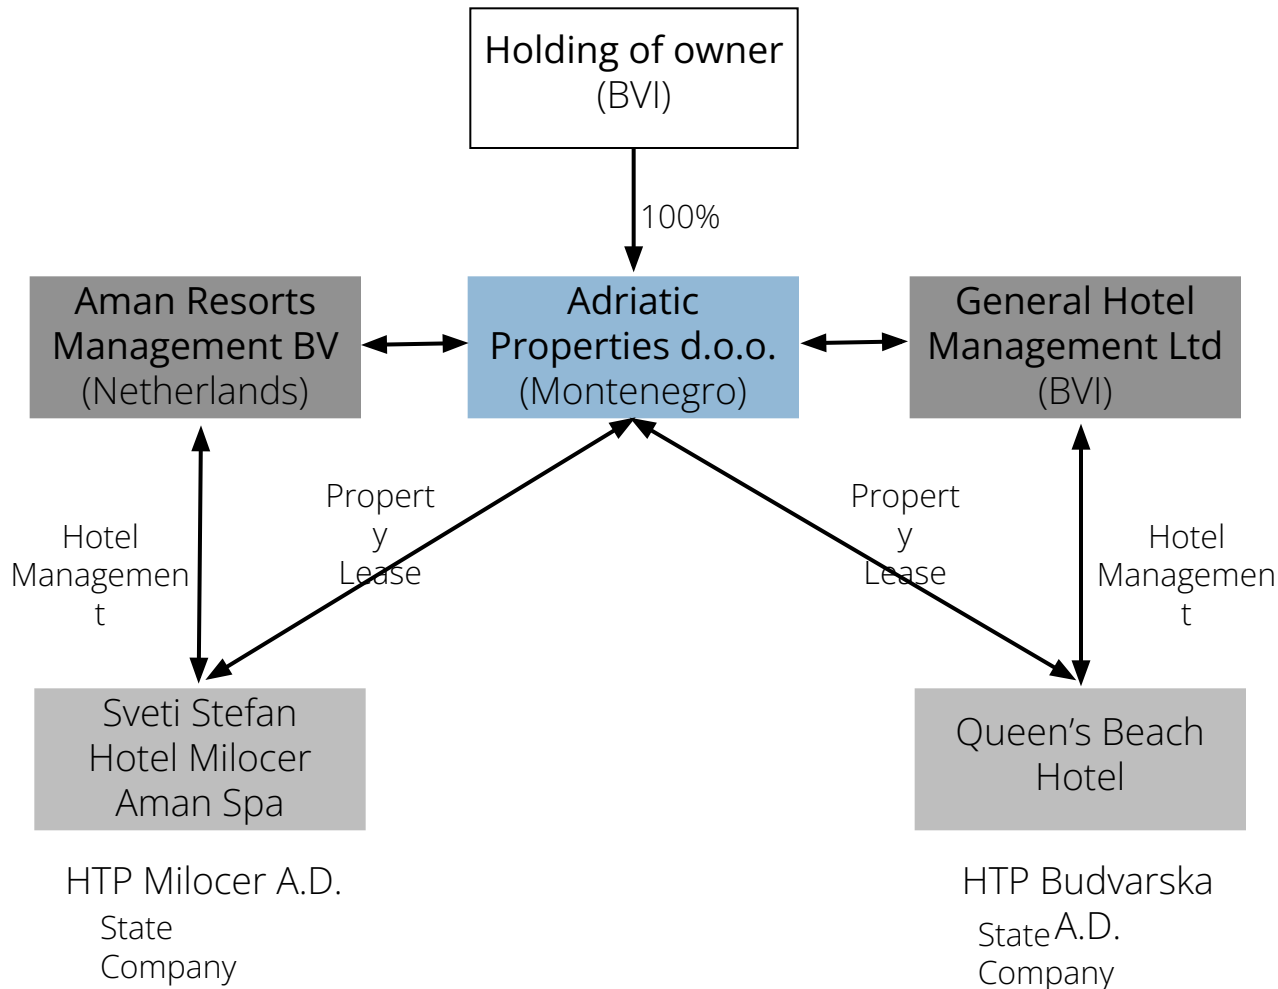 Holding of owner
(BVI)
100%
Aman Resorts
Management BV
(Netherlands)
Adriatic
Properties d.o.o.
(Montenegro)
General Hotel
Management Ltd
(BVI)
Hotel
Managemen
t
Propert
y
Lease
Propert
y
Lease
Hotel
Managemen
t
Sveti Stefan
Hotel Milocer
Aman Spa
Queen’s Beach
Hotel
HTP Milocer A.D.
State
Company
HTP Budvarska
A.D.
State
Company